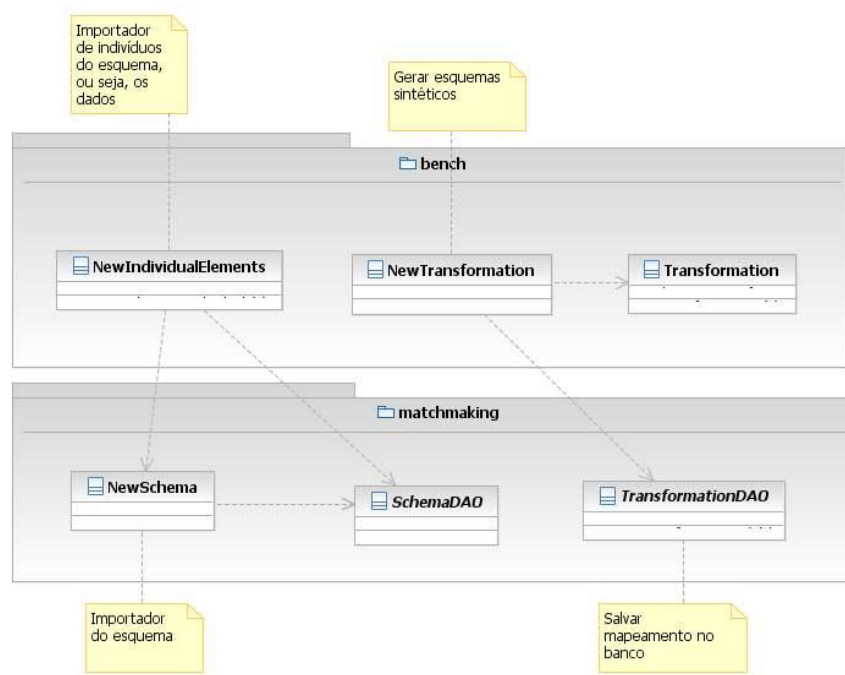 Importador
de indivíduos
do esquema,
ou seja, os
dados
Gerar esquemas
sintéticos
bench
NewIndividualElements
NewTransformation
Transformation
matchmaking
NewSchema
SchemaDAO
TransformationDAO
Importador
do esquema
Salvar
mapeamento no
banco